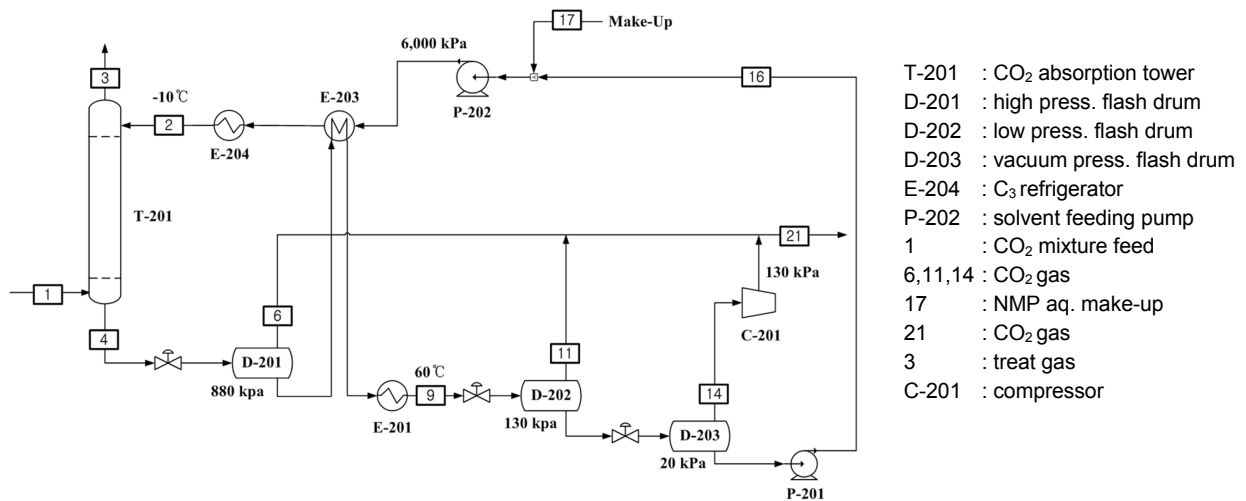 17
Make-Up
6,000 kPa
16
3
-10℃
E-203
P-202
2
E-204
T-201
21
130 kPa
1
6
C-201
4
11
D-201
60℃
14
880 kpa
9
D-202
E-201
130 kpa
D-203
20 kPa
P-201
T-201 : CO₂ absorption tower
D-201 : high press. flash drum
D-202 : low press. flash drum
D-203 : vacuum press. flash drum
E-204 : C₃ refrigerator
P-202 : solvent feeding pump
1 : CO₂ mixture feed
6,11,14 : CO₂ gas
17 : NMP aq. make-up
21 : CO₂ gas
3 : treat gas
C-201 : compressor